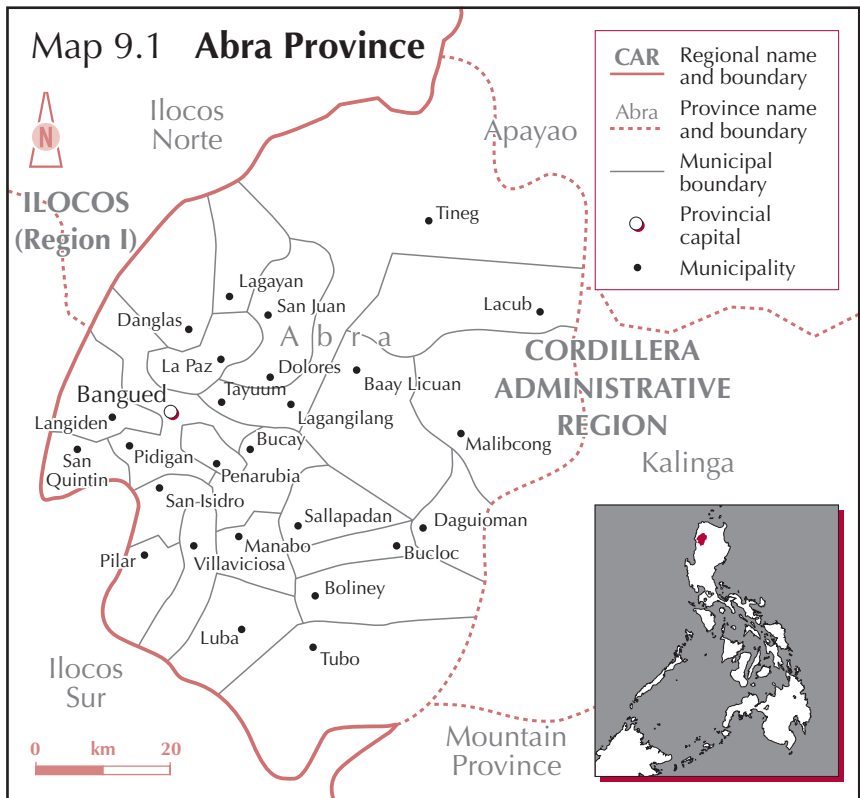 Map 9.1 Abra Province
CAR Regional name
and boundary
Abra Province name
and boundary
Municipal
boundary
Provincial
capital
Municipality
N
Ilocos
Norte
Apayao
ILOCOS
(Region I)
Tineg
Lagayan
San Juan
Lacub
Danglas
Abra
CORDILLERA
ADMINISTRATIVE
REGION
La Paz
Dolores
Baay Licuan
Bangued
Tayuum
Lagangilang
Langiden
Bucay
Malibcong
San
Quintin
Pidigan
Penarubia
Kalinga
San-Isidro
Sallapadan
Daguioman
Pilar
Villaviciosa
Manabo
Bucloc
Boliney
Luba
Tubo
Ilocos
Sur
Mountain
Province
0 km 20